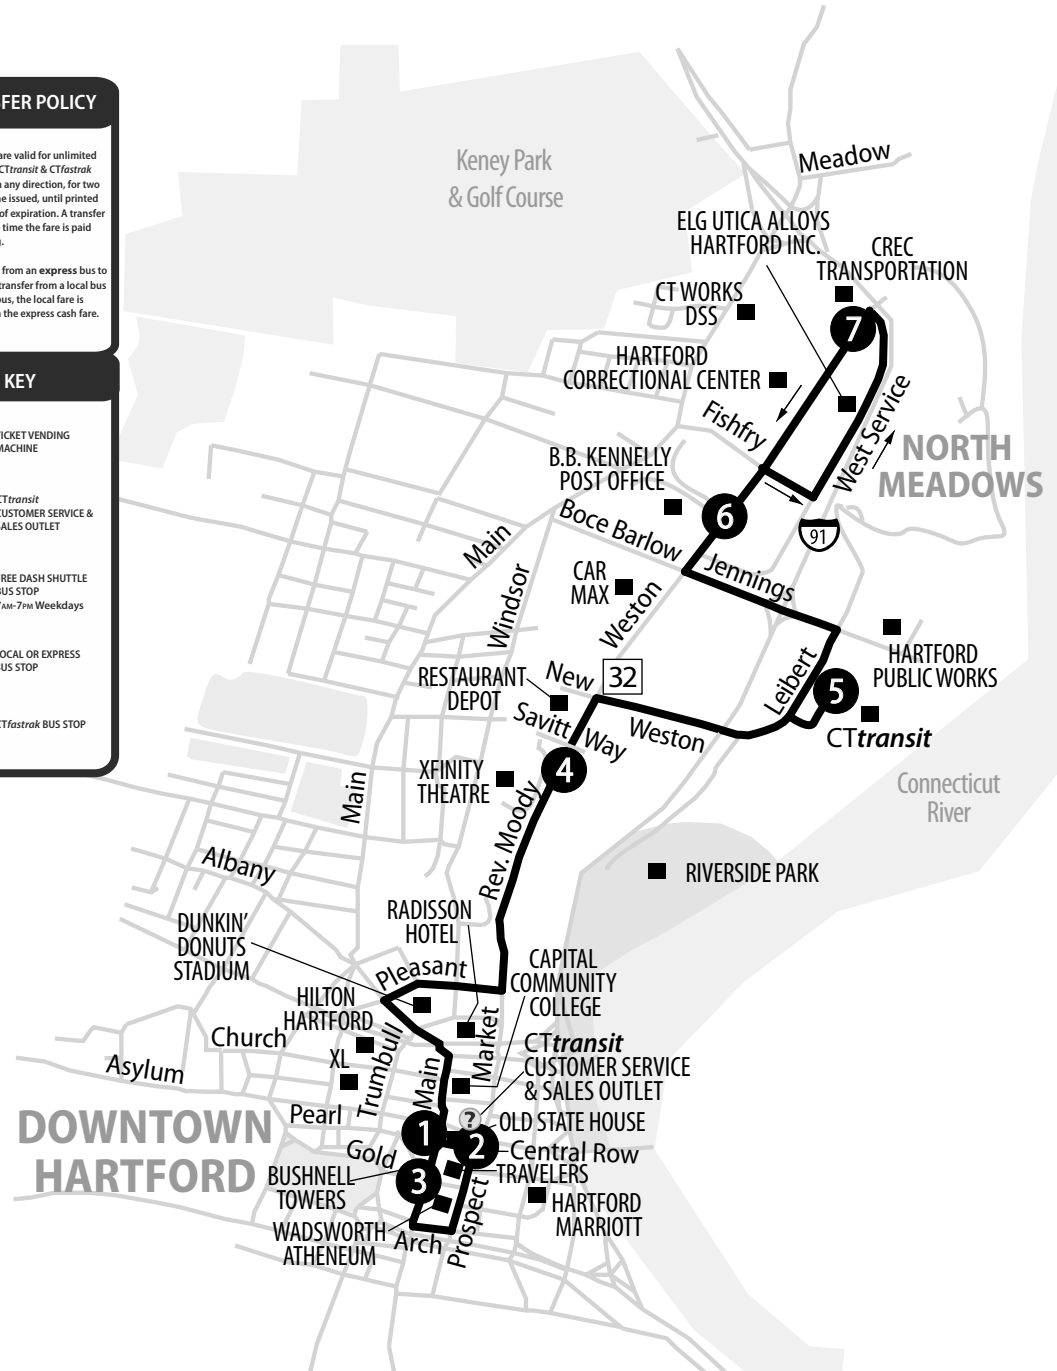 FER POLICY
are valid for unlimited
CTtransit & CTfastrak
any direction, for two
e issued, until printed
of expiration. A transfer
time the fare is paid
from an express bus to
transfer from a local bus
bus, the local fare is
the express cash fare.
KEY
TICKET VENDING
MACHINE
CTtransit
CUSTOMER SERVICE &
SALES OUTLET
FREE DASH SHUTTLE
BUS STOP
7AM-7PM Weekdays
LOCAL OR EXPRESS
BUS STOP
CTfastrak BUS STOP
Keney Park
& Golf Course
Meadow
ELG UTICA ALLOYS
HARTFORD INC.
CREC
TRANSPORTATION
CT WORKS
DSS
7
HARTFORD
CORRECTIONAL CENTER
Fishfry
West Service
NORTH
MEADOWS
B.B. KENNELLY
POST OFFICE
6
91
Boce Barlow
Main
Jennings
Windsor
CAR
MAX
Weston
HARTFORD
PUBLIC WORKS
RESTAURANT
DEPOT
New
32
Leibert
5
Savitt
Way
Weston
CTtransit
4
XFINITY
THEATRE
Main
Rev. Moody
Connecticut
River
Albany
RIVERSIDE PARK
RADISSON
HOTEL
DUNKIN'
DONUTS
STADIUM
Pleasant
CAPITAL
COMMUNITY
COLLEGE
HILTON
HARTFORD
Church
Trumbull
Market
CTtransit
CUSTOMER SERVICE
& SALES OUTLET
XL
Asylum
Main
Pearl
?
OLD STATE HOUSE
DOWNTOWN
HARTFORD
1
2
Gold
Central Row
BUSHNELL
TOWERS
3
TRAVELERS
Prospect
HARTFORD
MARRIOTT
WADSWORTH
ATHENEUM
Arch